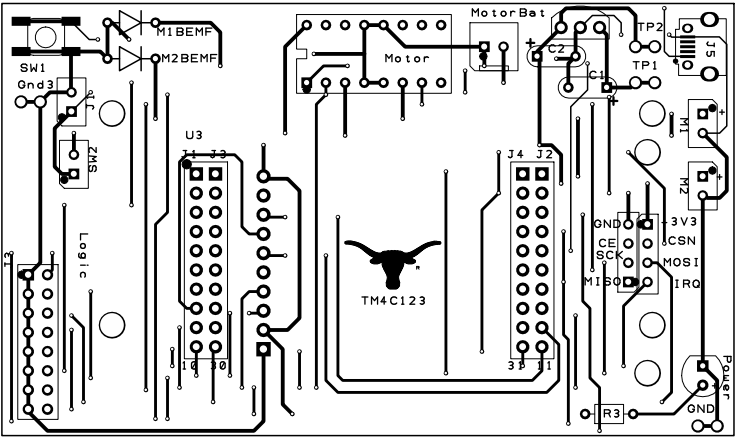 MotorBat
M1BEMF
TP2
C2
J5
SW1
M2BEMF
Motor
TP1
Gnd3
C1
J1
M1
U3
J1 J3
J4 J2
SW2
M2
GND
-3V3
Logic
CE
CSN
SCK
MOSI
MISO
IRQ
TM4C123
10 30
31 11
Power
R3
GND